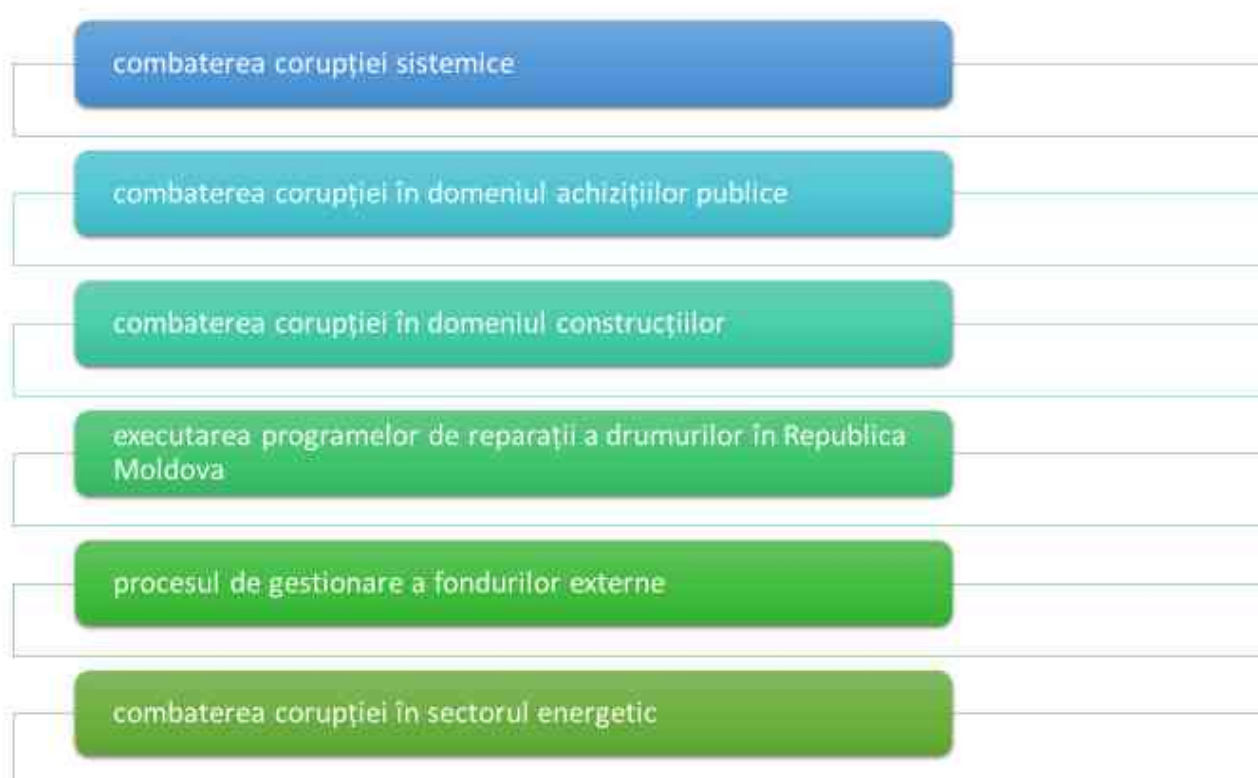 combaterea corupției sistemice
combaterea corupției în domeniul achizițiilor publice
combaterea corupției în domeniul construcțiilor
executarea programelor de reparații a drumurilor în Republica
Moldova
procesul de gestionare a fondurilor externe
combaterea corupției în sectorul energetic